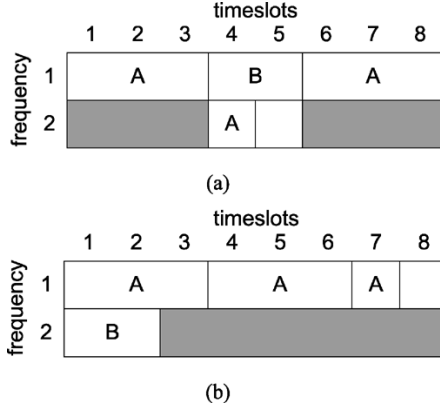 timeslots
1 2 3 4 5 6 7 8
frequency
1 A B A
2 A
(a)
timeslots
1 2 3 4 5 6 7 8
frequency
1 A A A
2 B
(b)